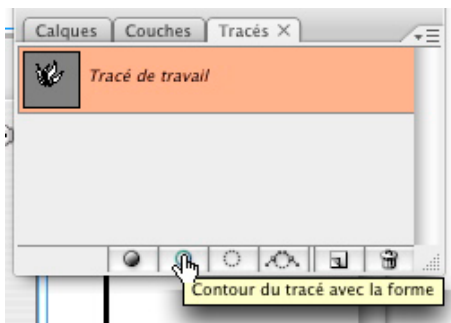 Calques Couches Tracés ×
Tracé de travail
Contour du tracé avec la forme